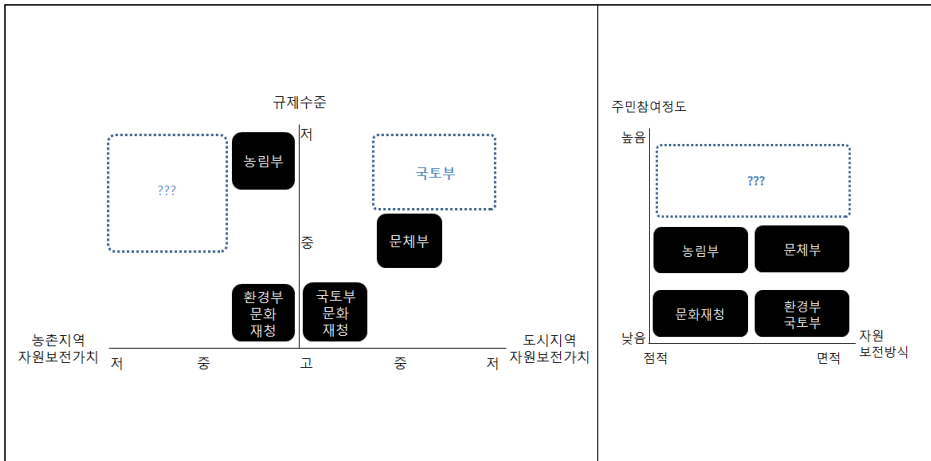 규제수준
저
농림부
???
국토부
중
문체부
환경부
문화
재청
국토부
문화
재청
농촌지역
자원보전가치
저
중
고
중
저
도시지역
자원보전가치
주민참여정도
높음
???
농림부
문체부
문화재청
환경부
국토부
낮음
점적
면적
자원
보전방식